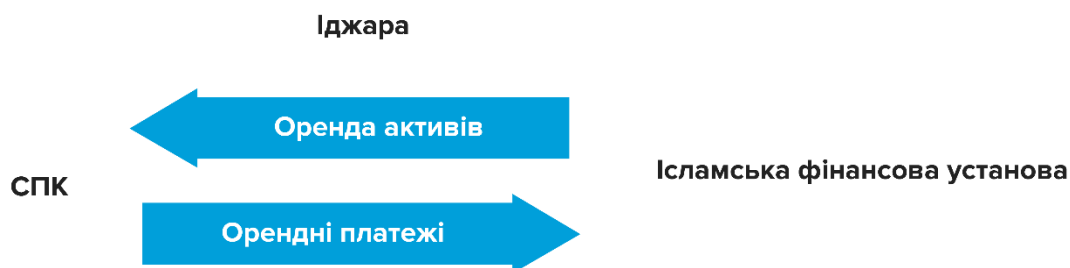 Іджара
Оренда активів
Ісламська фінансова установа
СПК
Орендні платежі